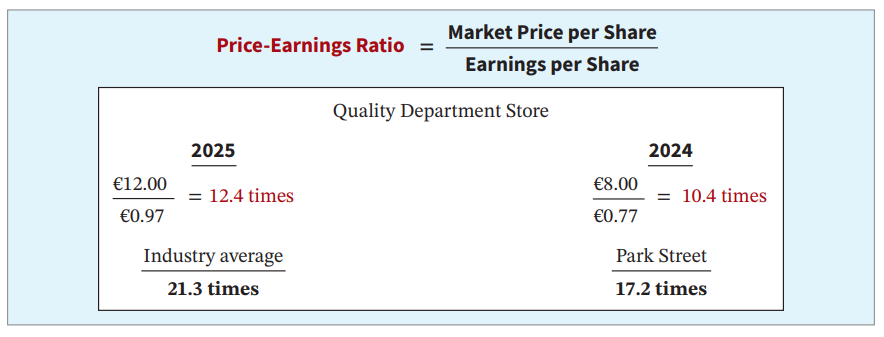 Price-Earnings Ratio = Market Price per Share
Earnings per Share
Quality Department Store
2025 2024
€12.00 €8.00
= 12.4 times = 10.4 times
€0.97 €0.77
Industry average Park Street
21.3 times 17.2 times